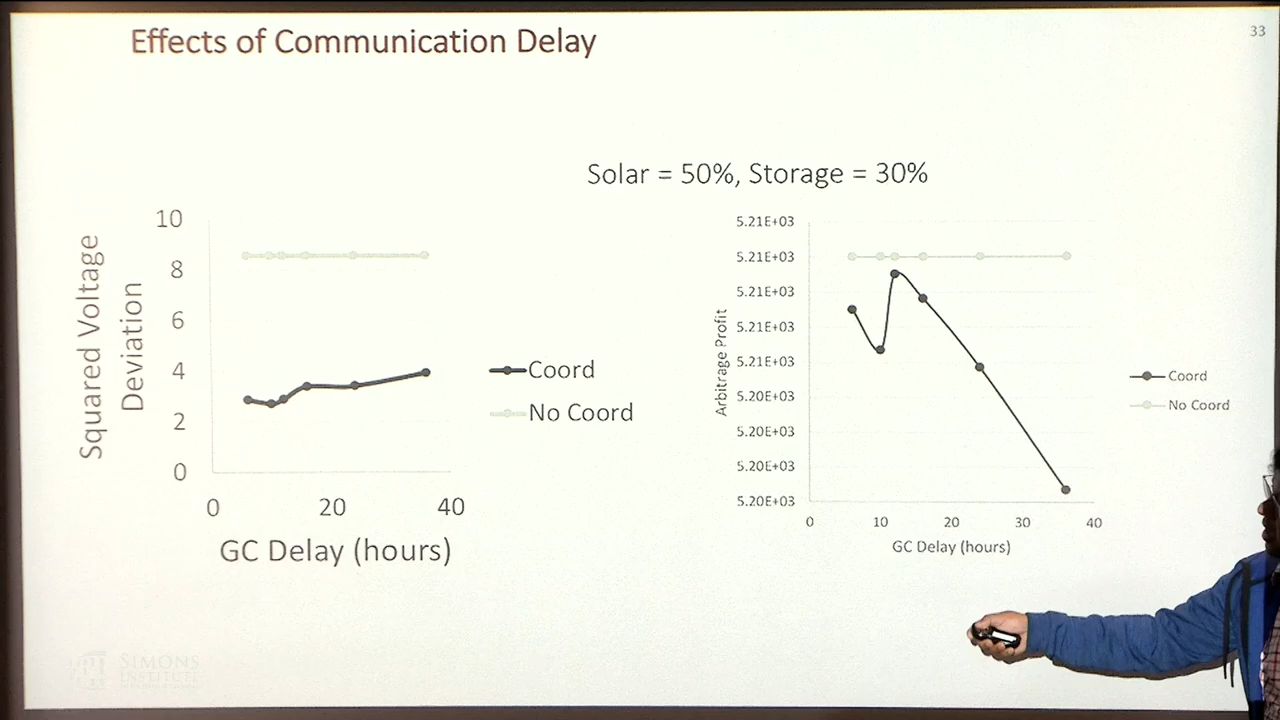 Effects of Communication Delay
33
Solar = 50%, Storage = 30%
Squared Voltage
Deviation
10
8
6
4
2
0
0 20 40
GC Delay (hours)
Coord
No Coord
Arbitrage Profit
5.21E+03
5.21E+03
5.21E+03
5.21E+03
5.21E+03
5.20E+03
5.20E+03
5.20E+03
5.20E+03
0 10 20 30 40
GC Delay (hours)
Coord
No Coord
SIMONS
INSTITUTE